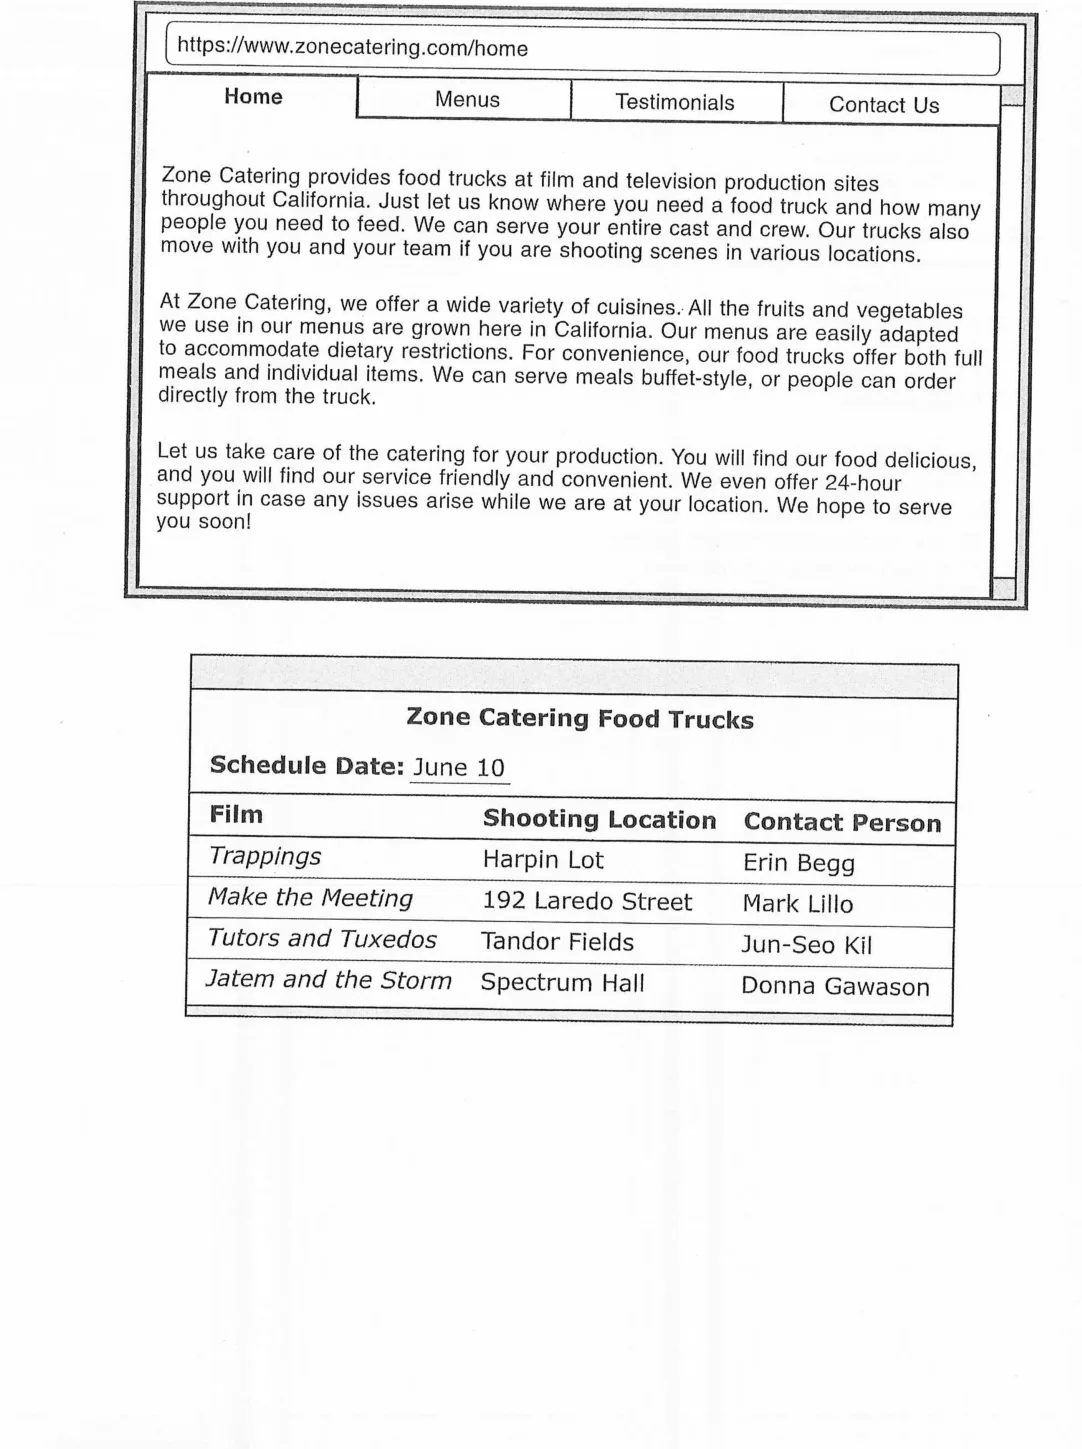 https://www.zonecatering.com/home
Home Menus Testimonials Contact Us
Zone Catering provides food trucks at film and television production sites
throughout California. Just let us know where you need a food truck and how many
people you need to feed. We can serve your entire cast and crew. Our trucks also
move with you and your team if you are shooting scenes in various locations.
At Zone Catering, we offer a wide variety of cuisines. All the fruits and vegetables
we use in our menus are grown here in California. Our menus are easily adapted
to accommodate dietary restrictions. For convenience, our food trucks offer both full
meals and individual items. We can serve meals buffet-style, or people can order
directly from the truck.
Let us take care of the catering for your production. You will find our food delicious,
and you will find our service friendly and convenient. We even offer 24-hour
support in case any issues arise while we are at your location. We hope to serve
you soon!
Zone Catering Food Trucks
Schedule Date: June 10
Film Shooting Location Contact Person
Trappings Harpin Lot Erin Begg
Make the Meeting 192 Laredo Street Mark Lillo
Tutors and Tuxedos Tandor Fields Jun-Seo Kil
Jatem and the Storm Spectrum Hall Donna Gawason